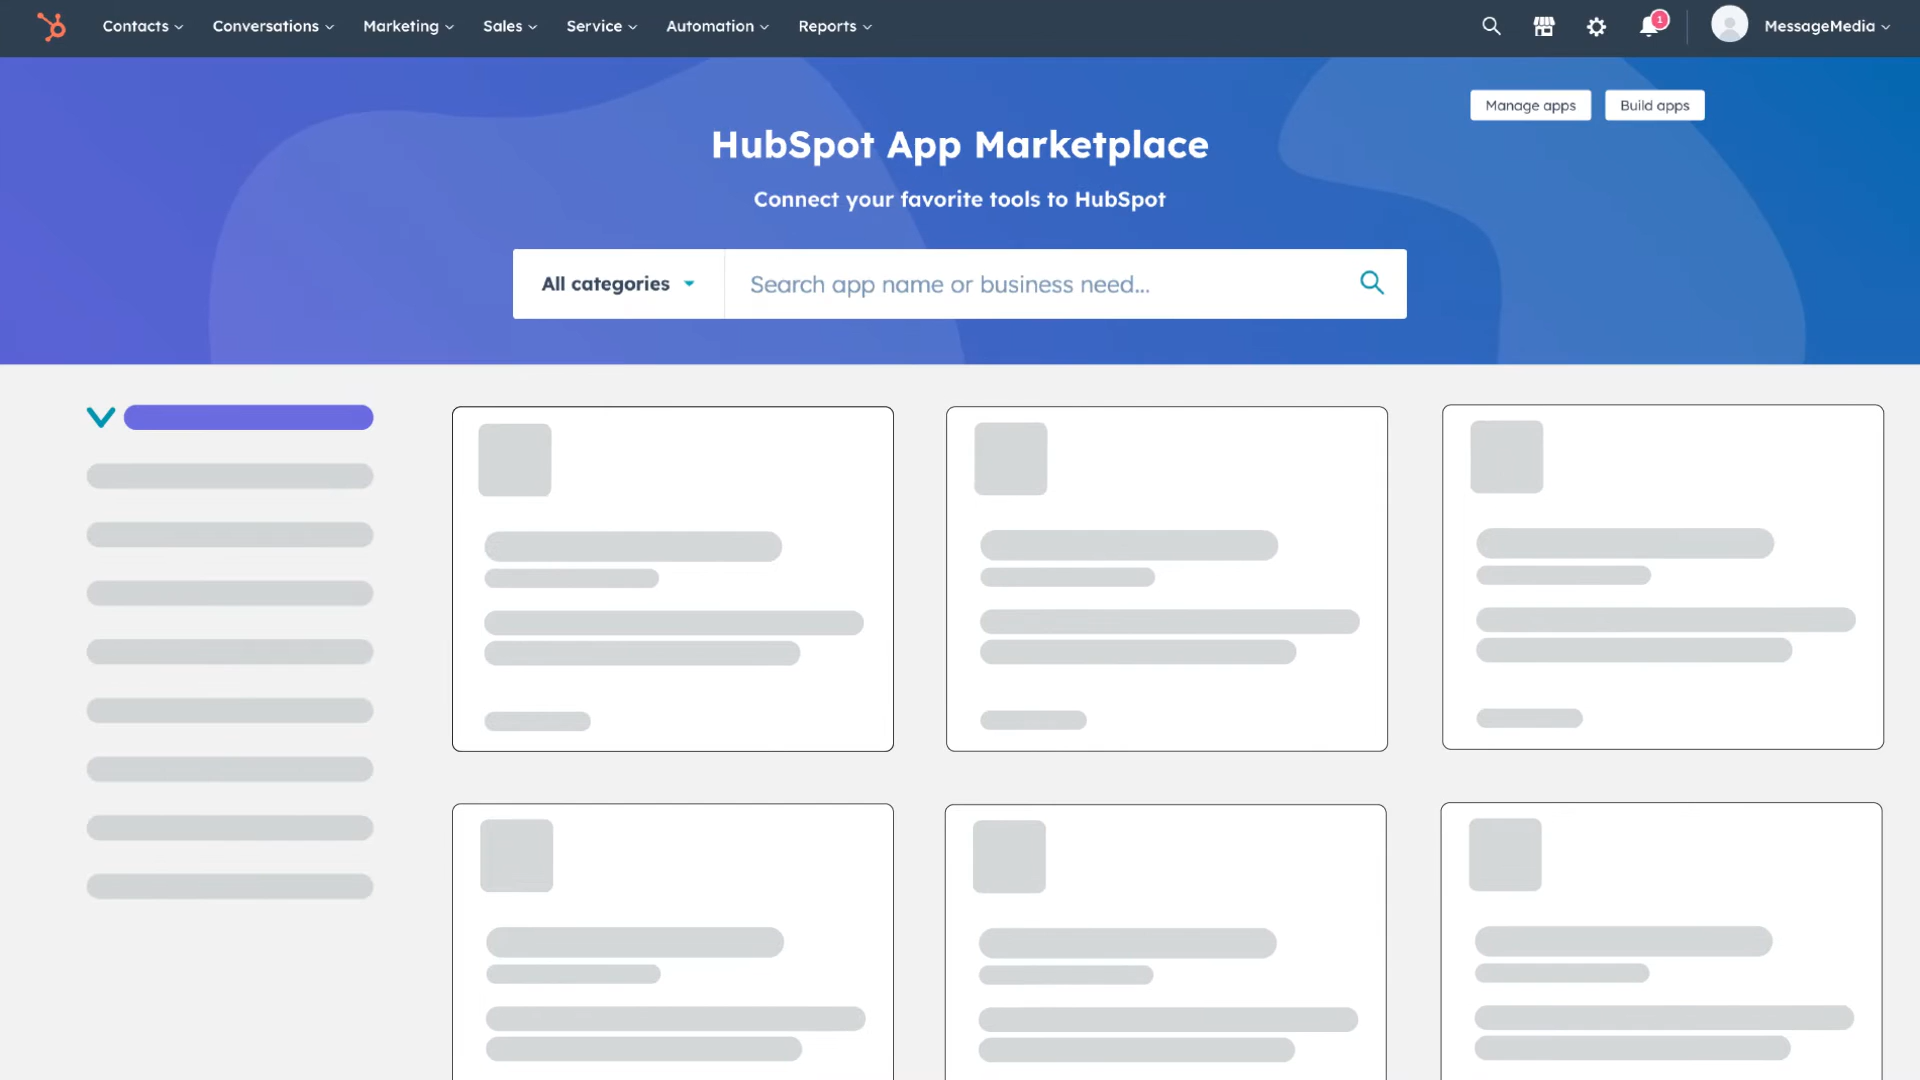 Contacts Conversations Marketing Sales Service Automation Reports 1 MessageMedia
Manage apps Build apps
HubSpot App Marketplace
Connect your favorite tools to HubSpot
All categories Search app name or business need...